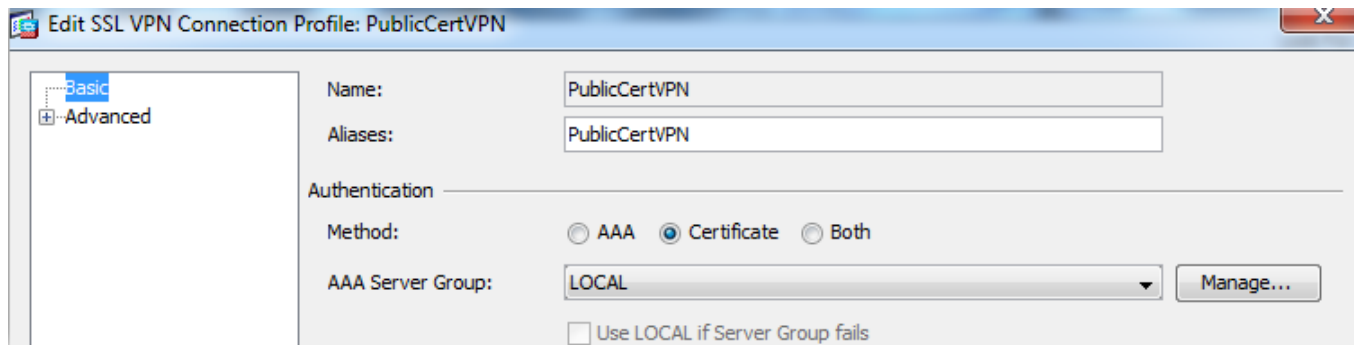 Edit SSL VPN Connection Profile: PublicCertVPN
Basic
Advanced
Name: PublicCertVPN
Aliases: PublicCertVPN
Authentication
Method: AAA Certificate Both
AAA Server Group: LOCAL Manage...
Use LOCAL if Server Group fails